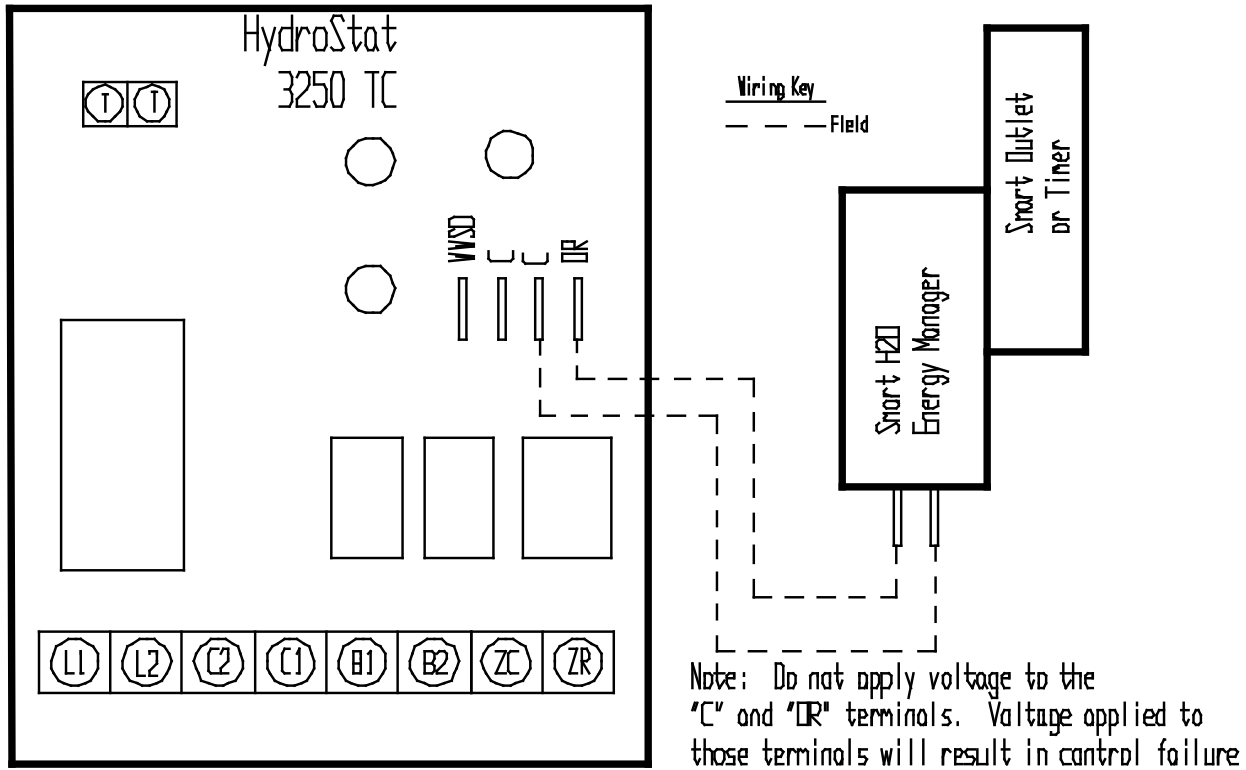 HydroStat
3250 TC
T T
Wiring Key
Field
WWSD
C
C
OR
Smart H2O
Energy Manager
Smart Outlet
or Timer
L1 L2 C2 C1 B1 B2 ZC ZR
Note: Do not apply voltage to the
"C" and "OR" terminals. Voltage applied to
those terminals will result in control failure